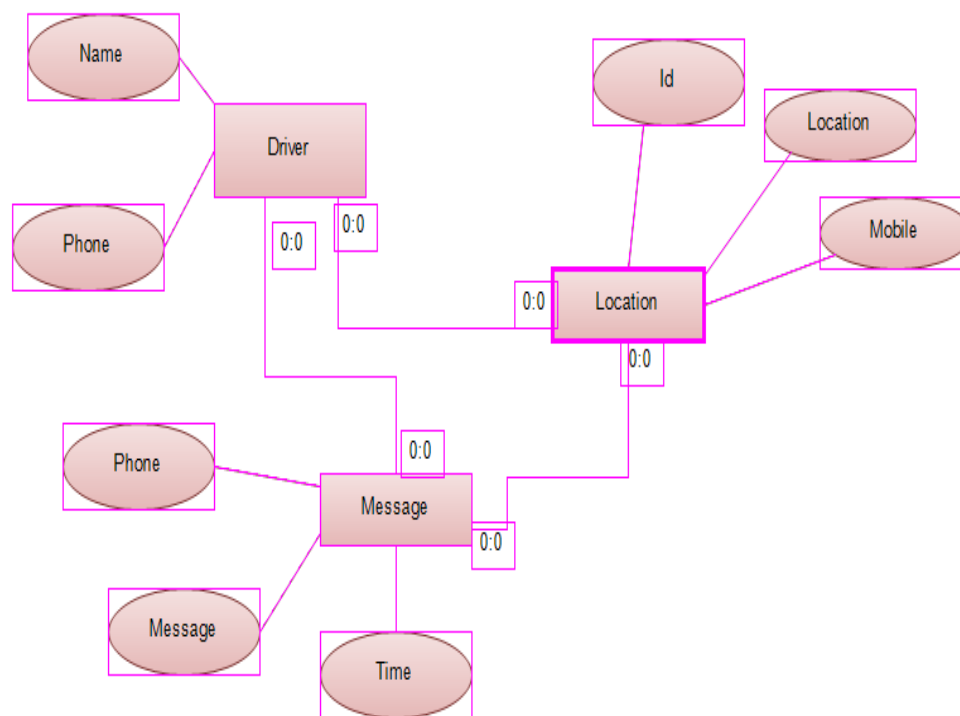 Name
Id
Location
Driver
Mobile
Phone
0:0
0:0
0:0
Location
0:0
Phone
0:0
Message
0:0
Message
Time